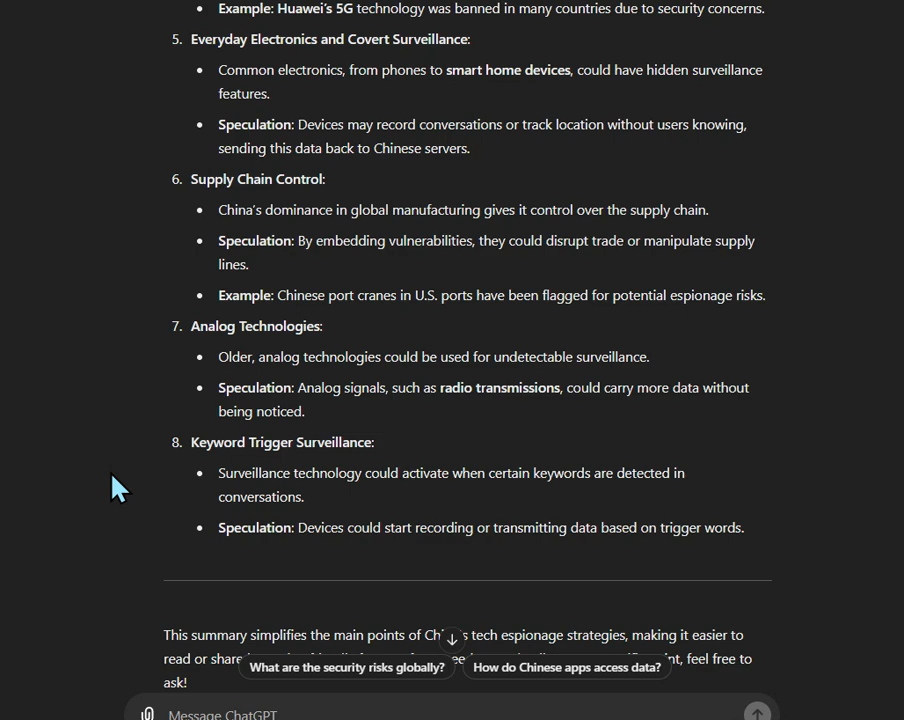 • Example: Huawei's 5G technology was banned in many countries due to security concerns.
5. Everyday Electronics and Covert Surveillance:
• Common electronics, from phones to smart home devices, could have hidden surveillance
features.
• Speculation: Devices may record conversations or track location without users knowing,
sending this data back to Chinese servers.
6. Supply Chain Control:
• China's dominance in global manufacturing gives it control over the supply chain.
• Speculation: By embedding vulnerabilities, they could disrupt trade or manipulate supply
lines.
• Example: Chinese port cranes in U.S. ports have been flagged for potential espionage risks.
7. Analog Technologies:
• Older, analog technologies could be used for undetectable surveillance.
• Speculation: Analog signals, such as radio transmissions, could carry more data without
being noticed.
8. Keyword Trigger Surveillance:
• Surveillance technology could activate when certain keywords are detected in
conversations.
• Speculation: Devices could start recording or transmitting data based on trigger words.
This summary simplifies the main points of tech espionage strategies, making it easier to
read or share feel free to
What are the security risks globally? How do Chinese apps access data?
ask!
Message ChatGPT